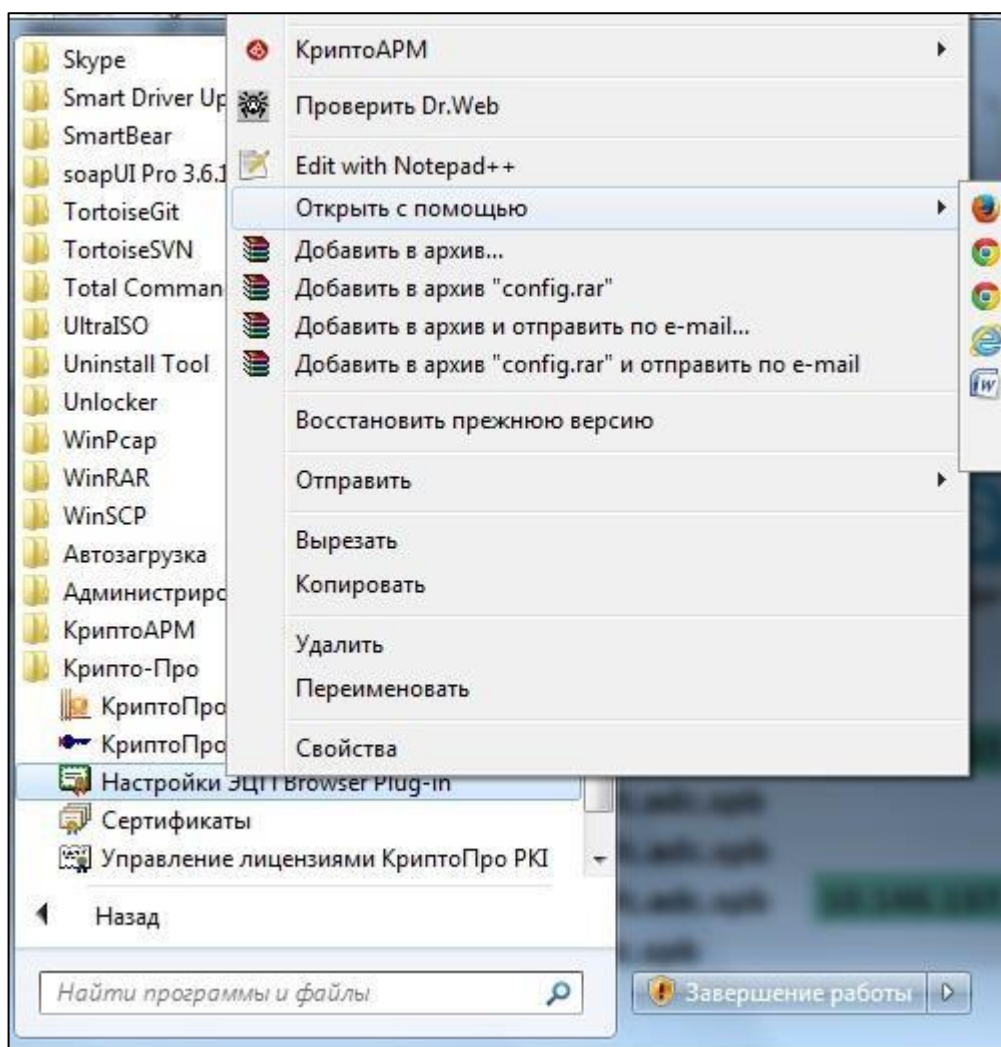 Skype
Smart Driver Up
SmartBear
soapUI Pro 3.6.1
TortoiseGit
TortoiseSVN
Total Comman
UltraISO
Uninstall Tool
Unlocker
WinPcap
WinRAR
WinSCP
Автозагрузка
Администриро
КриптоАРМ
Крипто-Про
КриптоПро
КриптоПро
Настройки ЭЦП Browser Plug-in
Сертификаты
Управление лицензиями КриптоПро PKI
Назад
Найти программы и файлы
Завершение работы
КриптоАРМ
Проверить Dr.Web
Edit with Notepad++
Открыть с помощью
Добавить в архив...
Добавить в архив "config.rar"
Добавить в архив и отправить по e-mail...
Добавить в архив "config.rar" и отправить по e-mail
Восстановить прежнюю версию
Отправить
Вырезать
Копировать
Удалить
Переименовать
Свойства